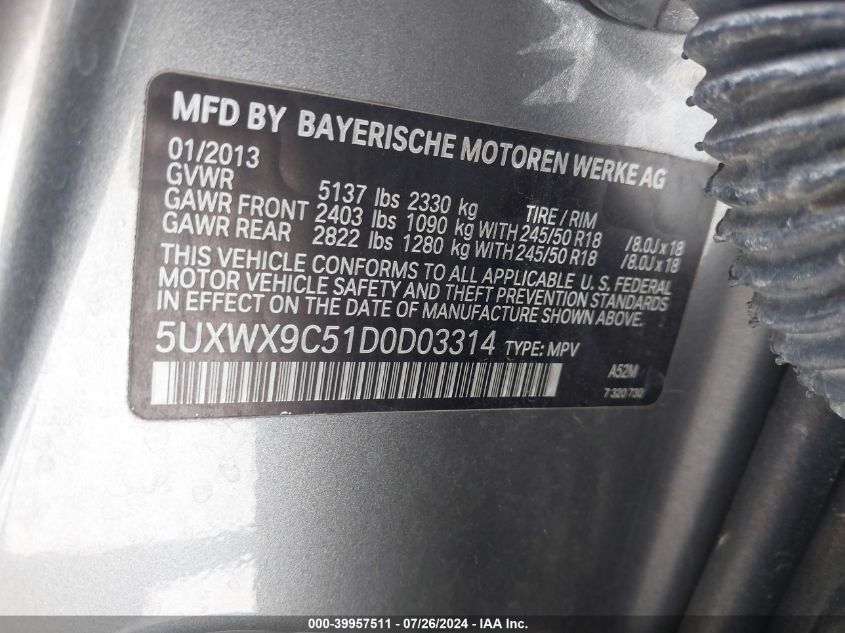 MFD BY BAYERISCHE MOTOREN WERKE AG
01/2013
GVWR 5137 lbs 2330 kg TIRE / RIM
GAWR FRONT 2403 lbs 1090 kg WITH 245/50 R18 /8.0J x 18
GAWR REAR 2822 lbs 1280 kg WITH 245/50 R18 /8.0J x 18
THIS VEHICLE CONFORMS TO ALL APPLICABLE U. S. FEDERAL
MOTOR VEHICLE SAFETY AND THEFT PREVENTION STANDARDS
IN EFFECT ON THE DATE OF MANUFACTURE SHOWN ABOVE.
5UXWX9C51D0D03314 TYPE: MPV
A52M
7 320 730
000-39957511 - 07/26/2024 - IAA Inc.